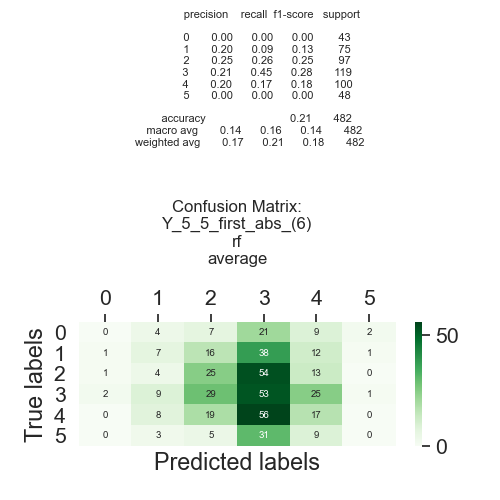 precision recall f1-score support
0 0.00 0.00 0.00 43
1 0.20 0.09 0.13 75
2 0.25 0.26 0.25 97
3 0.21 0.45 0.28 119
4 0.20 0.17 0.18 100
5 0.00 0.00 0.00 48
accuracy 0.21 482
macro avg 0.14 0.16 0.14 482
weighted avg 0.17 0.21 0.18 482
Confusion Matrix:
Y_5_5_first_abs_(6)
rf
average
0 1 2 3 4 5
0 0 4 7 21 9 2
1 1 7 16 38 12 1
2 1 4 25 54 13 0
3 2 9 29 53 25 1
4 0 8 19 56 17 0
5 0 3 5 31 9 0
True labels
Predicted labels
50
0